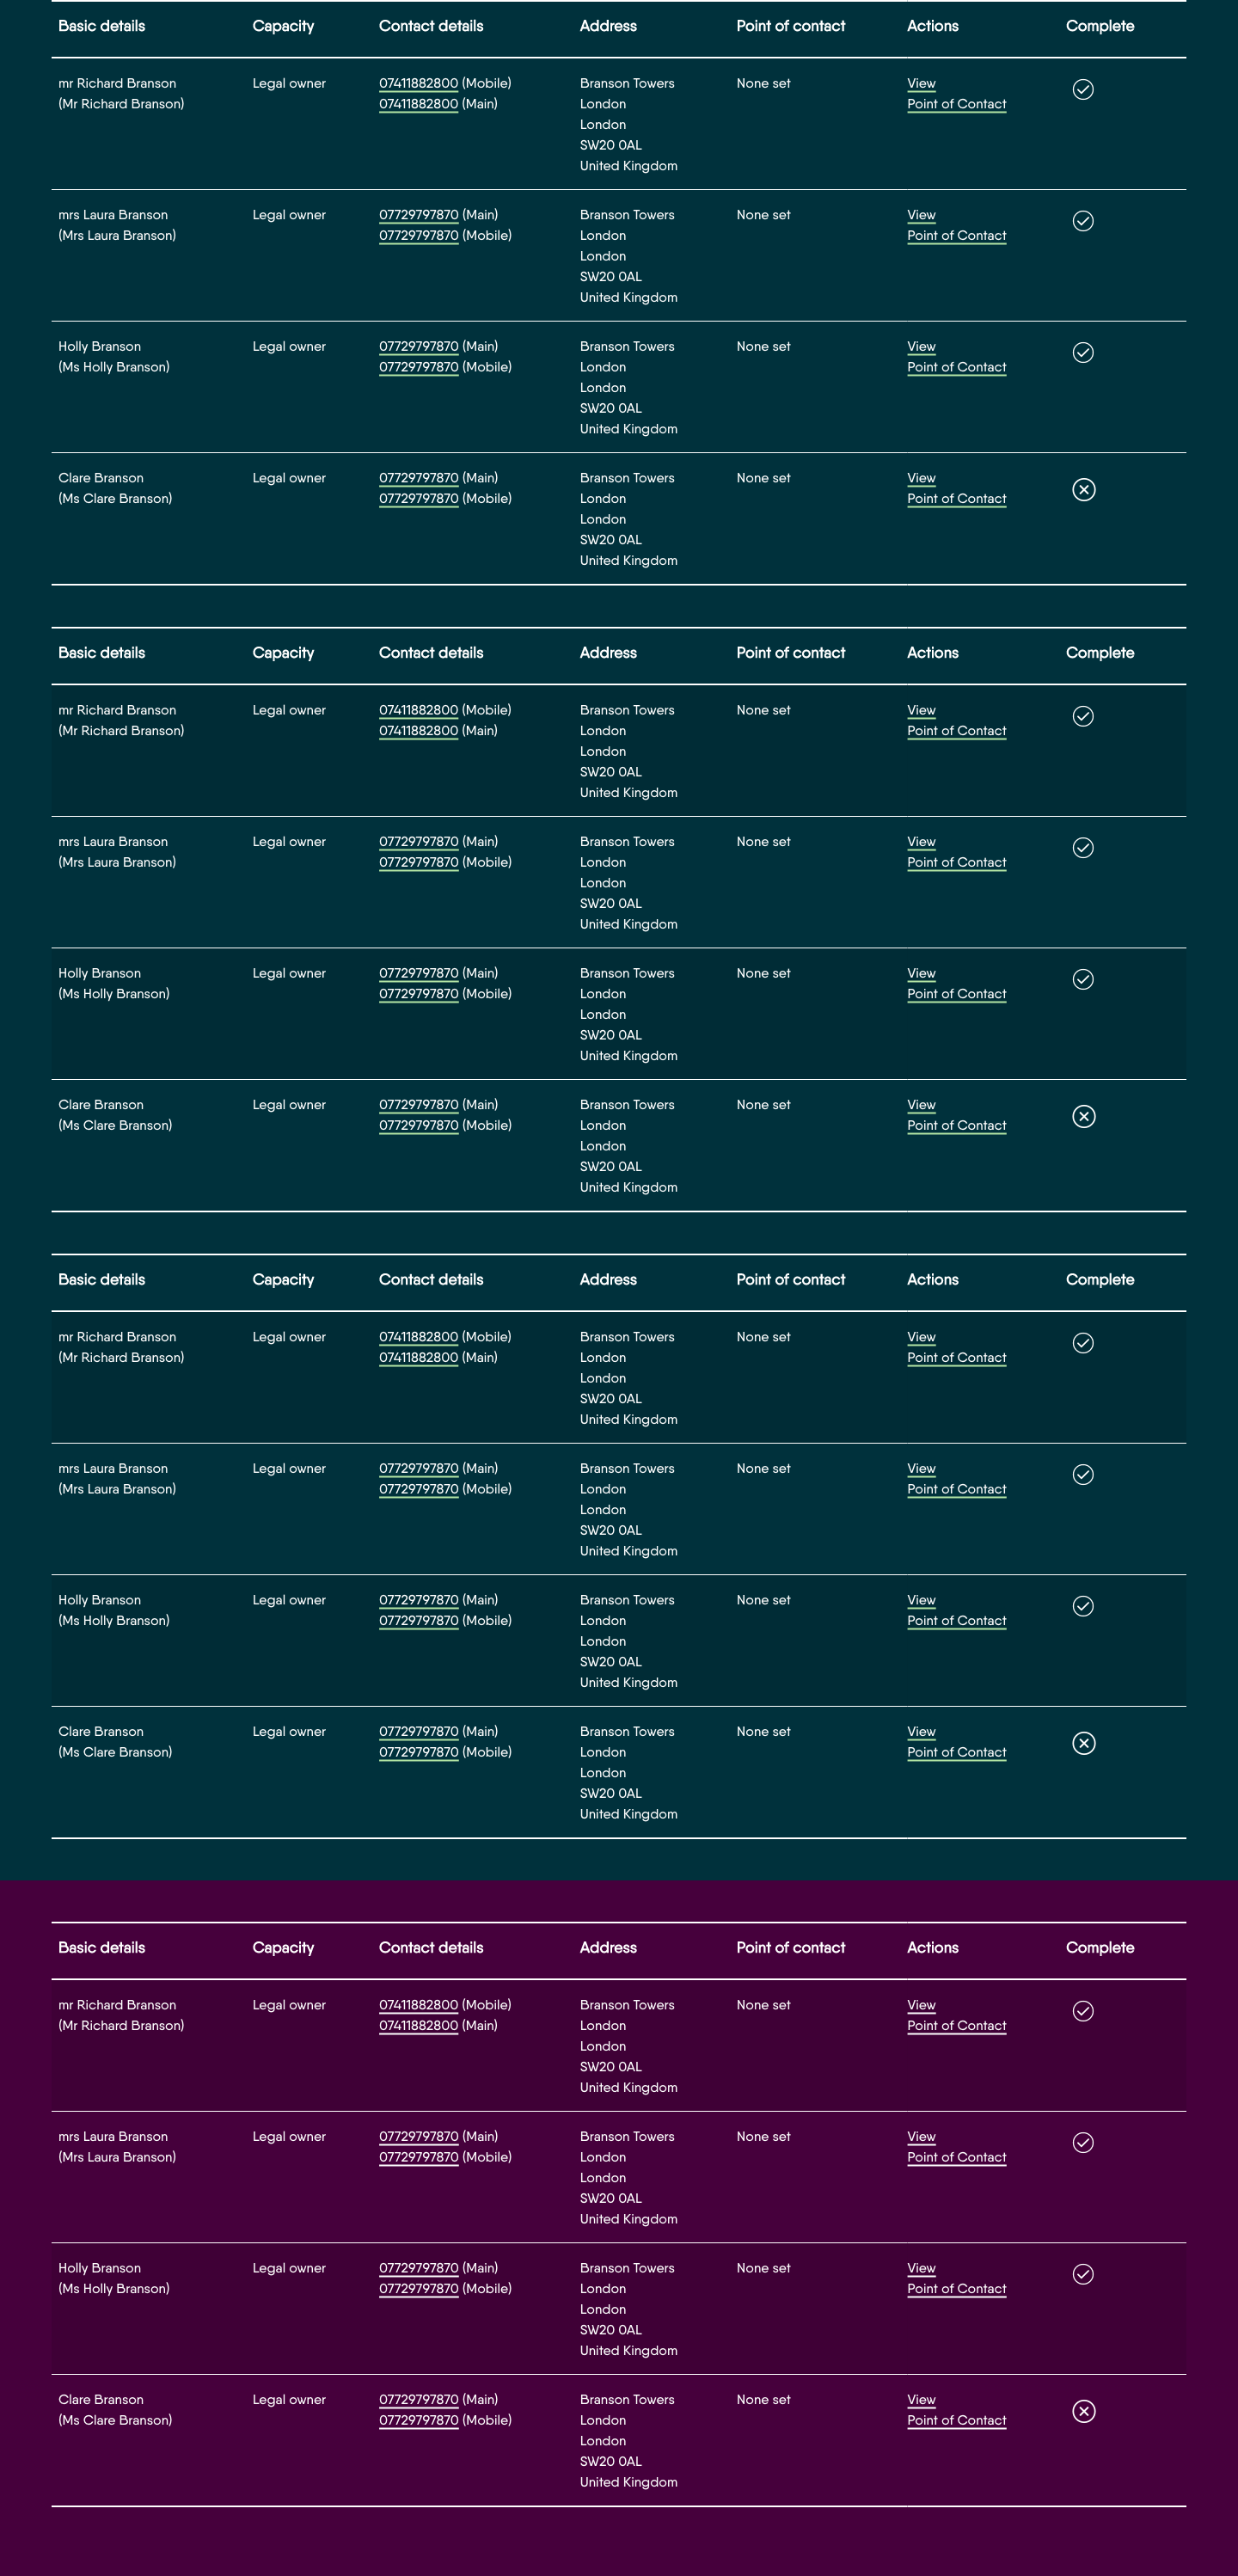 Basic details Capacity Contact details Address Point of contact Actions Complete
mr Richard Branson Legal owner 07411882800 (Mobile) Branson Towers None set View
(Mr Richard Branson) 07411882800 (Main) London Point of Contact
London
SW20 0AL
United Kingdom
mrs Laura Branson Legal owner 07729797870 (Main) Branson Towers None set View
(Mrs Laura Branson) 07729797870 (Mobile) London Point of Contact
London
SW20 0AL
United Kingdom
Holly Branson Legal owner 07729797870 (Main) Branson Towers None set View
(Ms Holly Branson) 07729797870 (Mobile) London Point of Contact
London
SW20 0AL
United Kingdom
Clare Branson Legal owner 07729797870 (Main) Branson Towers None set View
(Ms Clare Branson) 07729797870 (Mobile) London Point of Contact
London
SW20 0AL
United Kingdom
Basic details Capacity Contact details Address Point of contact Actions Complete
mr Richard Branson Legal owner 07411882800 (Mobile) Branson Towers None set View
(Mr Richard Branson) 07411882800 (Main) London Point of Contact
London
SW20 0AL
United Kingdom
mrs Laura Branson Legal owner 07729797870 (Main) Branson Towers None set View
(Mrs Laura Branson) 07729797870 (Mobile) London Point of Contact
London
SW20 0AL
United Kingdom
Holly Branson Legal owner 07729797870 (Main) Branson Towers None set View
(Ms Holly Branson) 07729797870 (Mobile) London Point of Contact
London
SW20 0AL
United Kingdom
Clare Branson Legal owner 07729797870 (Main) Branson Towers None set View
(Ms Clare Branson) 07729797870 (Mobile) London Point of Contact
London
SW20 0AL
United Kingdom
Basic details Capacity Contact details Address Point of contact Actions Complete
mr Richard Branson Legal owner 07411882800 (Mobile) Branson Towers None set View
(Mr Richard Branson) 07411882800 (Main) London Point of Contact
London
SW20 0AL
United Kingdom
mrs Laura Branson Legal owner 07729797870 (Main) Branson Towers None set View
(Mrs Laura Branson) 07729797870 (Mobile) London Point of Contact
London
SW20 0AL
United Kingdom
Holly Branson Legal owner 07729797870 (Main) Branson Towers None set View
(Ms Holly Branson) 07729797870 (Mobile) London Point of Contact
London
SW20 0AL
United Kingdom
Clare Branson Legal owner 07729797870 (Main) Branson Towers None set View
(Ms Clare Branson) 07729797870 (Mobile) London Point of Contact
London
SW20 0AL
United Kingdom
Basic details Capacity Contact details Address Point of contact Actions Complete
mr Richard Branson Legal owner 07411882800 (Mobile) Branson Towers None set View
(Mr Richard Branson) 07411882800 (Main) London Point of Contact
London
SW20 0AL
United Kingdom
mrs Laura Branson Legal owner 07729797870 (Main) Branson Towers None set View
(Mrs Laura Branson) 07729797870 (Mobile) London Point of Contact
London
SW20 0AL
United Kingdom
Holly Branson Legal owner 07729797870 (Main) Branson Towers None set View
(Ms Holly Branson) 07729797870 (Mobile) London Point of Contact
London
SW20 0AL
United Kingdom
Clare Branson Legal owner 07729797870 (Main) Branson Towers None set View
(Ms Clare Branson) 07729797870 (Mobile) London Point of Contact
London
SW20 0AL
United Kingdom